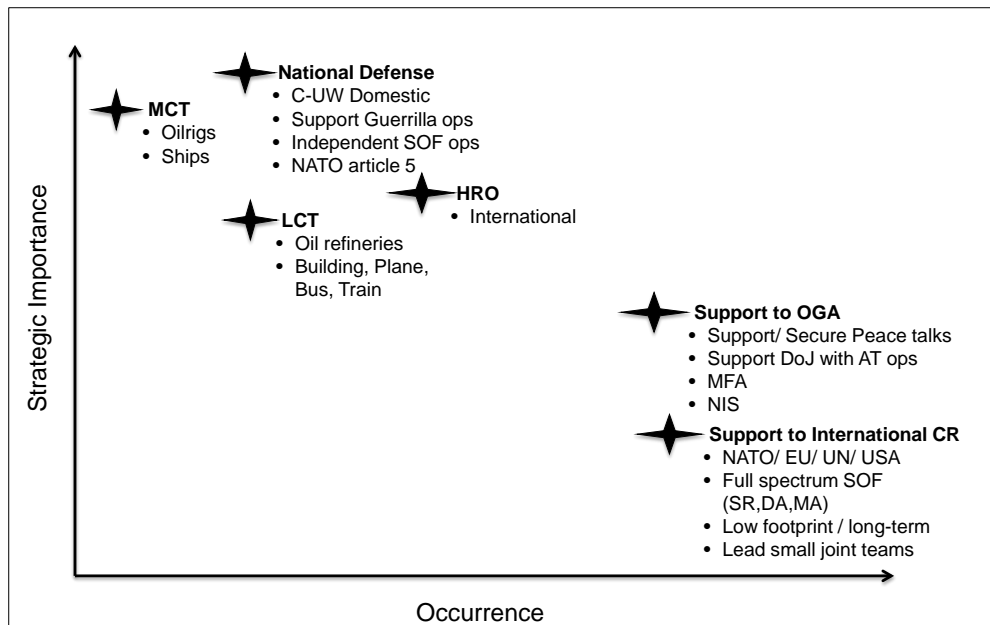 National Defense
• C-UW Domestic
• Support Guerrilla ops
• Independent SOF ops
• NATO article 5
MCT
• Oilrigs
• Ships
HRO
• International
LCT
• Oil refineries
• Building, Plane,
Bus, Train
Support to OGA
• Support/ Secure Peace talks
• Support DoJ with AT ops
• MFA
• NIS
Support to International CR
• NATO/ EU/ UN/ USA
• Full spectrum SOF
(SR,DA,MA)
• Low footprint / long-term
• Lead small joint teams
Strategic Importance
Occurrence